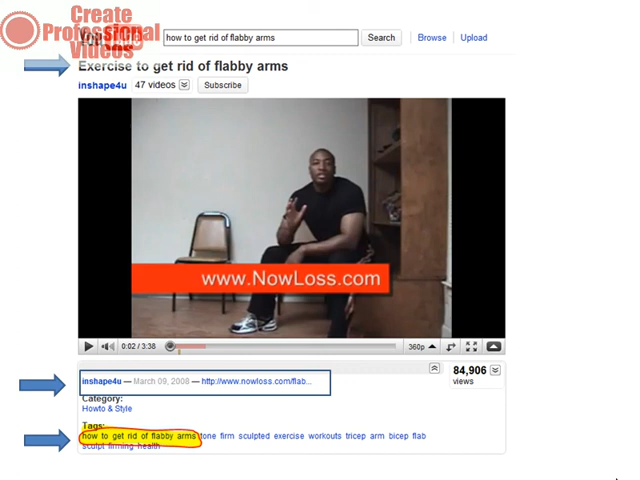 Create
Professional
Videos
You
how to get rid of flabby arms
Search
Browse
Upload
Exercise to get rid of flabby arms
inshape4u
47 videos
Subscribe
www.NowLoss.com
0:02 / 3:38
360p
inshape4u — March 09, 2008 — http://www.nowloss.com/flab...
84,906
views
Category:
Howto & Style
Tags:
how to get rid of flabby arms tone firm sculpted exercise workouts tricep arm bicep flab
sculpt firming health